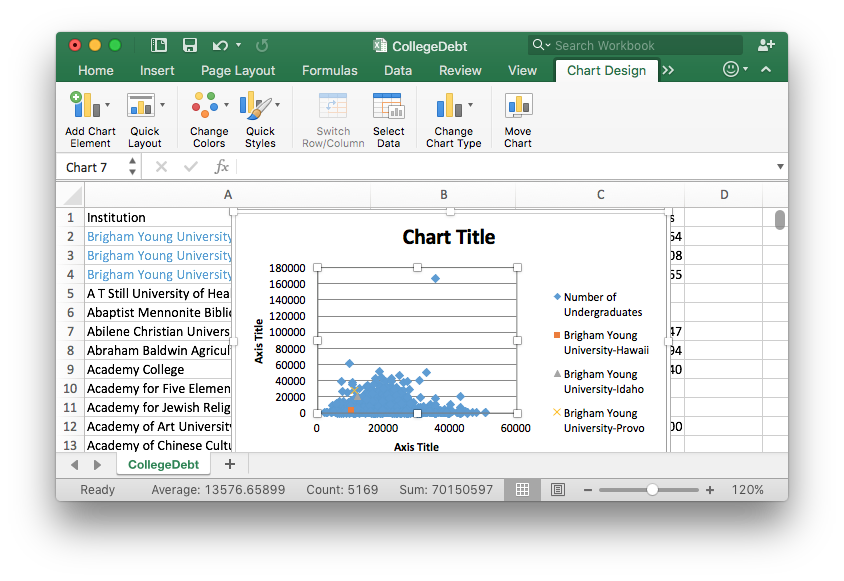 CollegeDebt
Search Workbook
Home Insert Page Layout Formulas Data Review View Chart Design
Add Chart Element
Quick Layout
Change Colors
Quick Styles
Switch Row/Column
Select Data
Change Chart Type
Move Chart
Chart 7 fx
A B C D
1 Institution s
2 Brigham Young University 54
3 Brigham Young University 08
4 Brigham Young University 55
5 A T Still University of Hea
6 Abaptist Mennonite Biblic
7 Abilene Christian Univers 47
8 Abraham Baldwin Agricul 94
9 Academy College 40
10 Academy for Five Elemen
11 Academy for Jewish Relig
12 Academy of Art University 00
13 Academy of Chinese Cultu
Chart Title
180000
160000
140000
120000
100000
80000
60000
40000
20000
0
Axis Title
0 20000 40000 60000
Axis Title
Number of
Undergraduates
Brigham Young
University-Hawaii
Brigham Young
University-Idaho
Brigham Young
University-Provo
CollegeDebt +
Ready Average: 13576.65899 Count: 5169 Sum: 70150597 120%